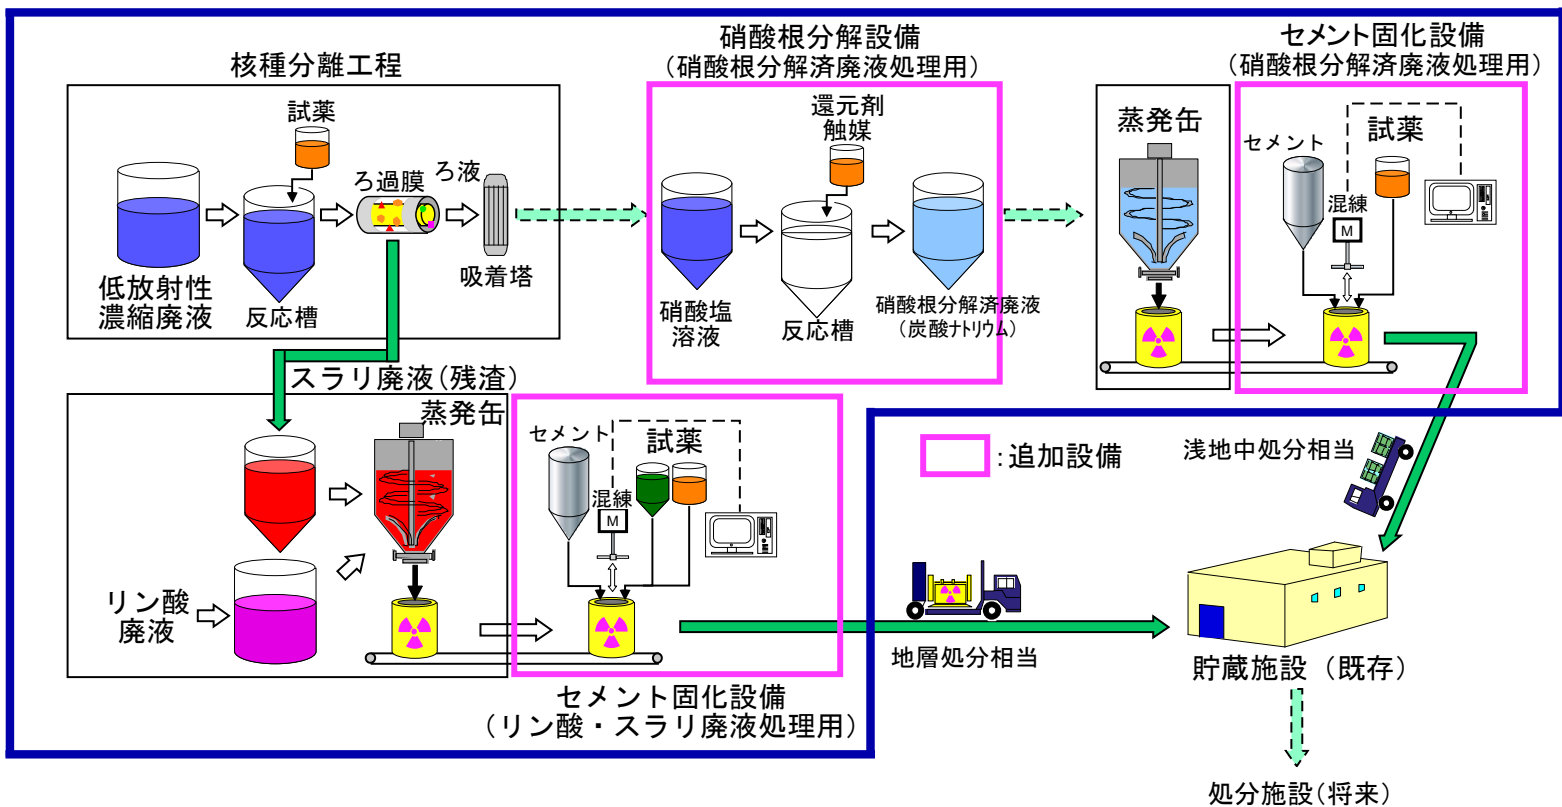 核種分離工程
試薬
ろ過膜
ろ液
低放射性
濃縮廃液
反応槽
吸着塔
硝酸根分解設備
(硝酸根分解済廃液処理用)
還元剤
触媒
硝酸塩
溶液
反応槽
硝酸根分解済廃液
(炭酸ナトリウム)
セメント固化設備
(硝酸根分解済廃液処理用)
蒸発缶
セメント
試薬
混練
M
スラリ廃液(残渣)
蒸発缶
リン酸
廃液
セメント
試薬
混練
M
セメント固化設備
(リン酸・スラリ廃液処理用)
:追加設備
浅地中処分相当
地層処分相当
貯蔵施設(既存)
処分施設(将来)